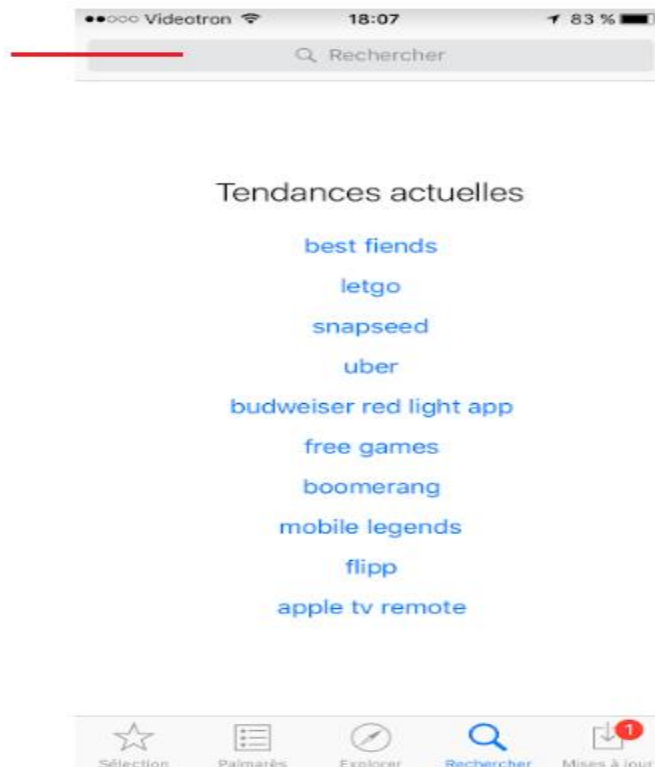 Videotron 18:07 83 %
Rechercher
Tendances actuelles
best fiends
letgo
snapseed
uber
budweiser red light app
free games
boomerang
mobile legends
flipp
apple tv remote
1
Sélection Palmarès Explorer Rechercher Mises à jour